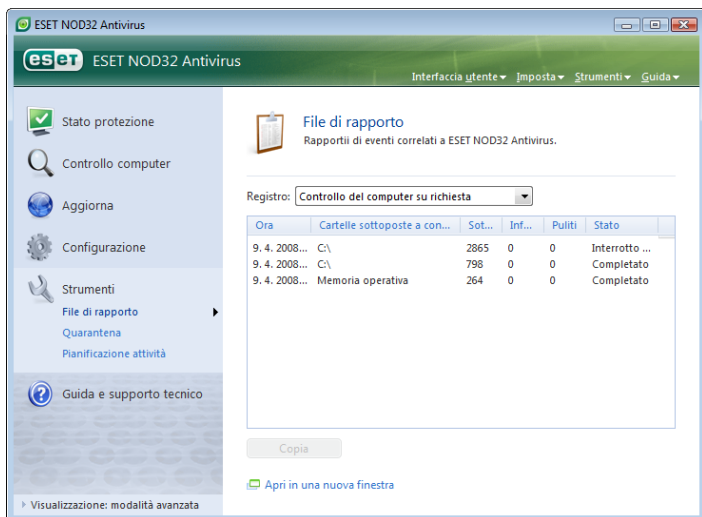 ESET NOD32 Antivirus
eset ESET NOD32 Antivirus
Interfaccia utente Imposta Strumenti Guida
Stato protezione
Controllo computer
Aggiorna
Configurazione
Strumenti
File di rapporto
Quarantena
Pianificazione attività
Guida e supporto tecnico
Visualizzazione: modalità avanzata
File di rapporto
Rapportii di eventi correlati a ESET NOD32 Antivirus.
Registro: Controllo del computer su richiesta
Ora Cartelle sottoposte a con... Sot... Inf... Puliti Stato
9. 4. 2008... C:\ 2865 0 0 Interrotto ...
9. 4. 2008... C:\ 798 0 0 Completato
9. 4. 2008... Memoria operativa 264 0 0 Completato
Copia
Apri in una nuova finestra